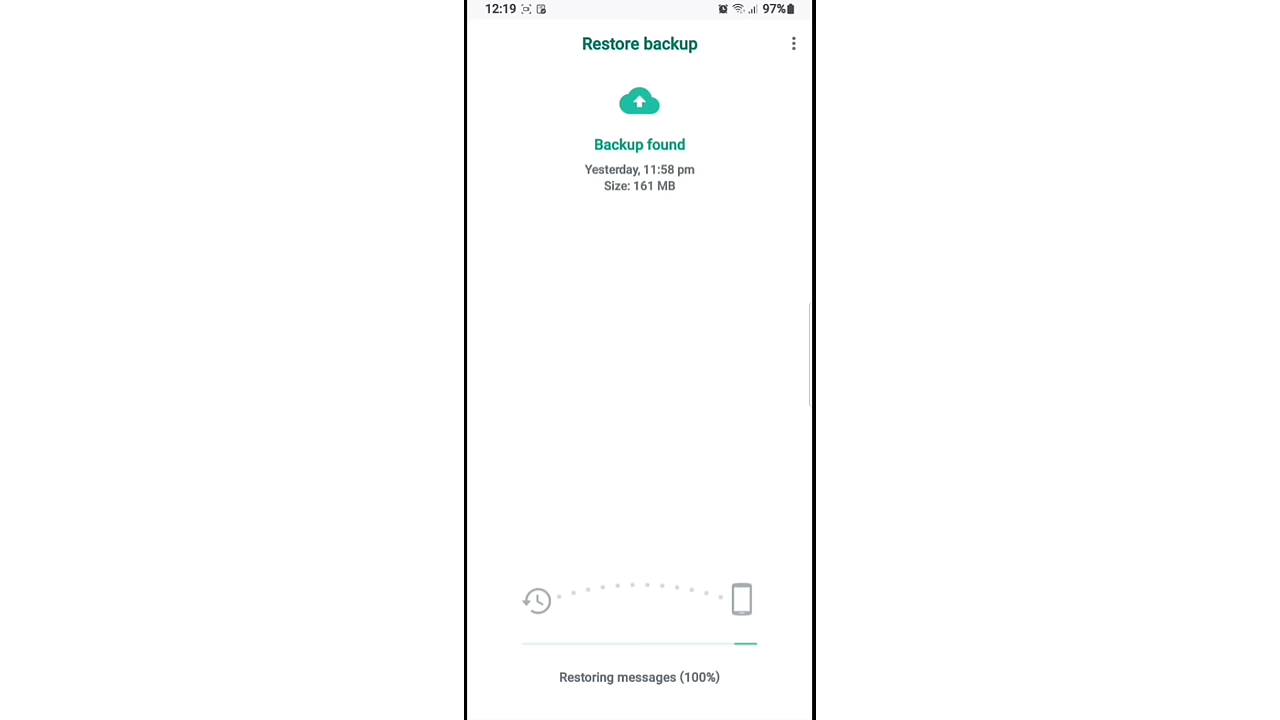 12:19 97%
Restore backup
Backup found
Yesterday, 11:58 pm
Size: 161 MB
Restoring messages (100%)